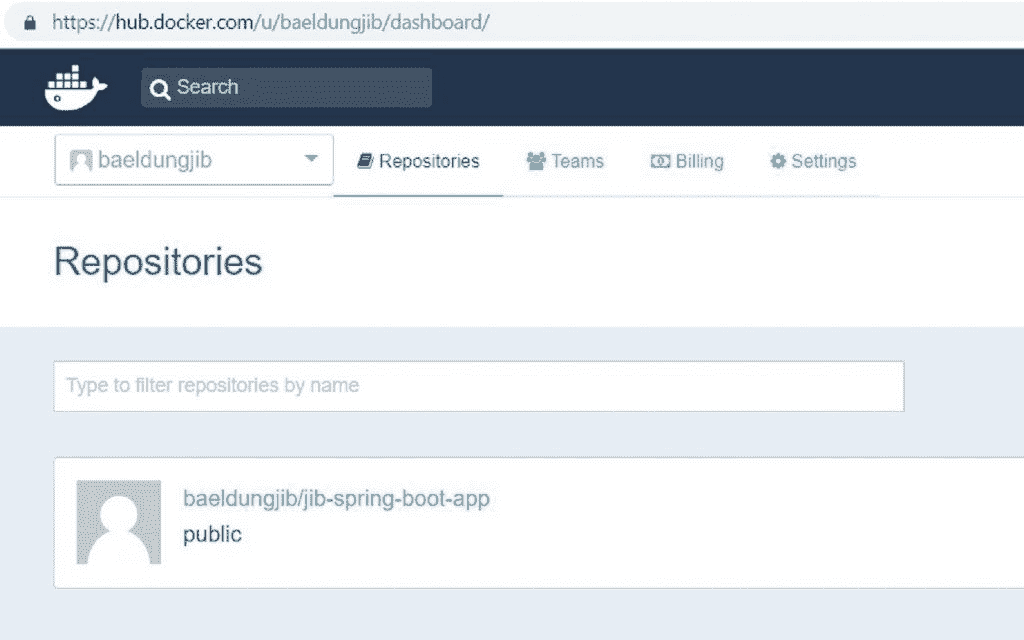 https://hub.docker.com/u/baeldungjib/dashboard/
Search
baeldungjib Repositories Teams Billing Settings
Repositories
Type to filter repositories by name
baeldungjib/jib-spring-boot-app
public